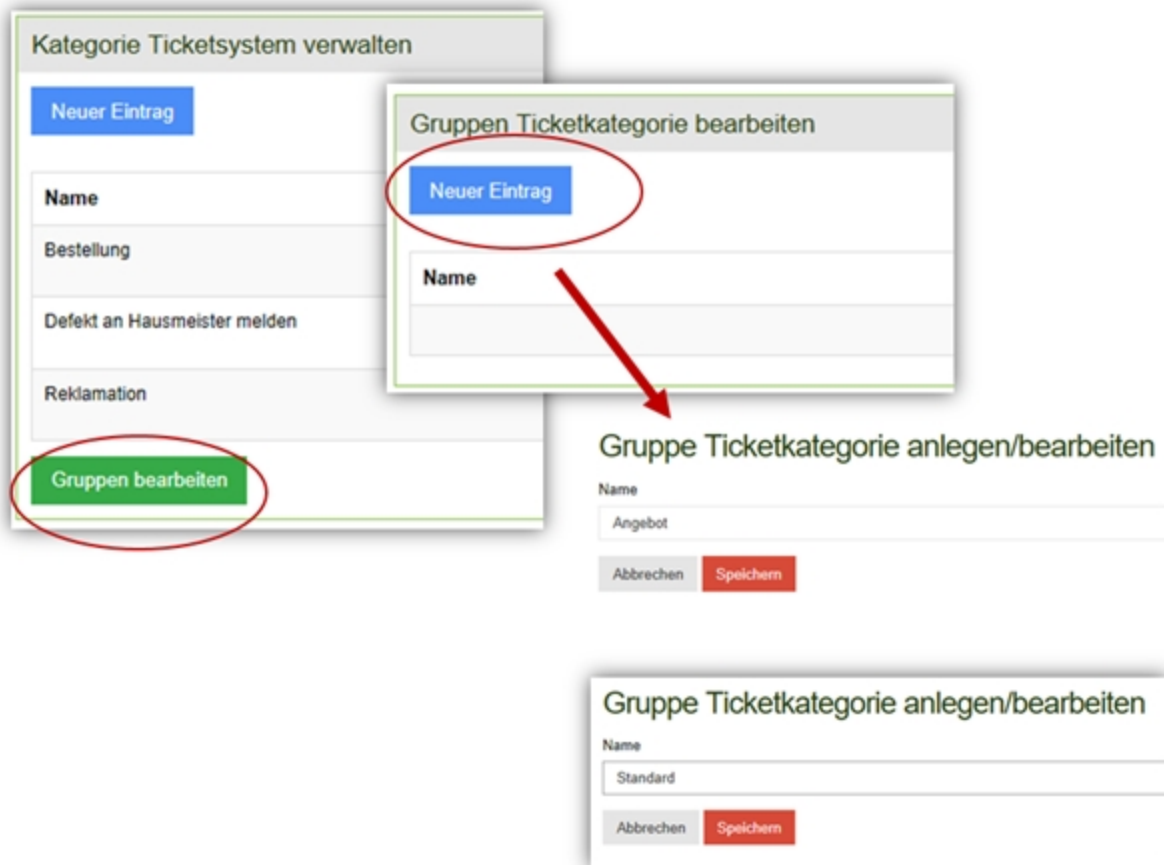 Kategorie Ticketsystem verwalten
Neuer Eintrag
Name
Bestellung
Defekt an Hausmeister melden
Reklamation
Gruppen bearbeiten
Gruppen Ticketkategorie bearbeiten
Neuer Eintrag
Name
Gruppe Ticketkategorie anlegen/bearbeiten
Name
Angebot
Abbrechen Speichern
Gruppe Ticketkategorie anlegen/bearbeiten
Name
Standard
Abbrechen Speichern